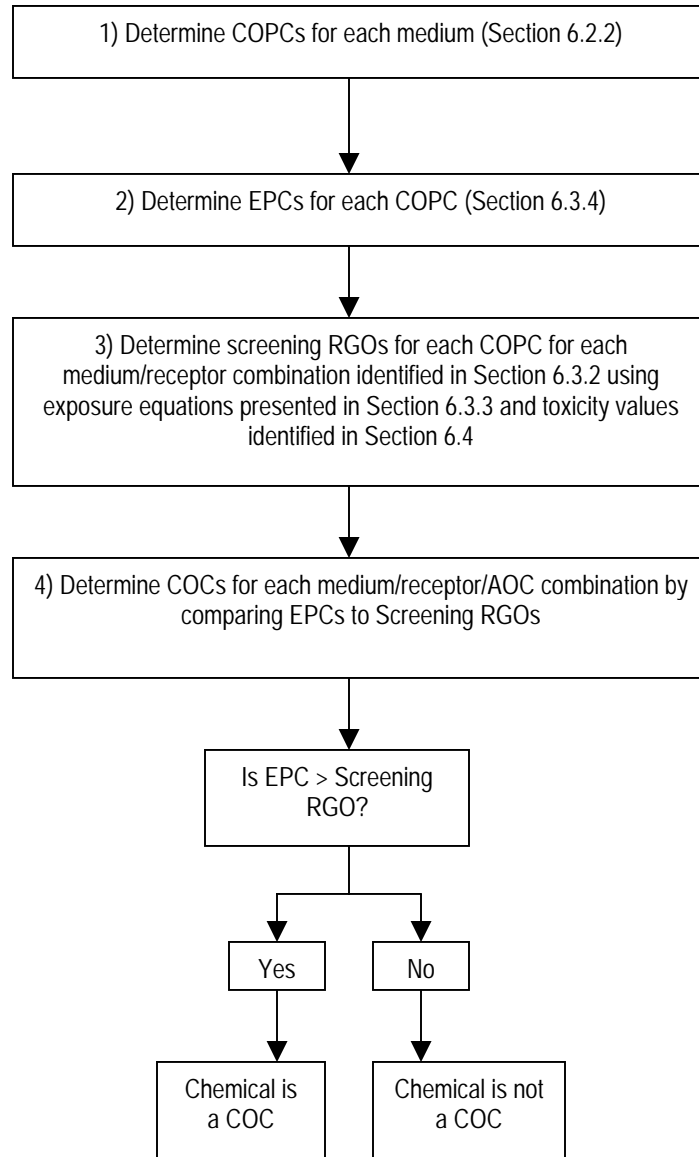 1) Determine COPCs for each medium (Section 6.2.2)
2) Determine EPCs for each COPC (Section 6.3.4)
3) Determine screening RGOs for each COPC for each
medium/receptor combination identified in Section 6.3.2 using
exposure equations presented in Section 6.3.3 and toxicity values
identified in Section 6.4
4) Determine COCs for each medium/receptor/AOC combination by
comparing EPCs to Screening RGOs
Is EPC > Screening
RGO?
Yes
No
Chemical is
a COC
Chemical is not
a COC